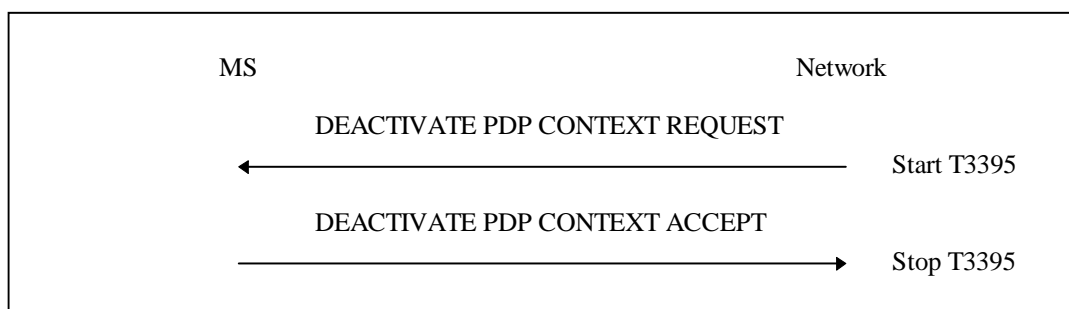 MS Network
DEACTIVATE PDP CONTEXT REQUEST
Start T3395
DEACTIVATE PDP CONTEXT ACCEPT
Stop T3395